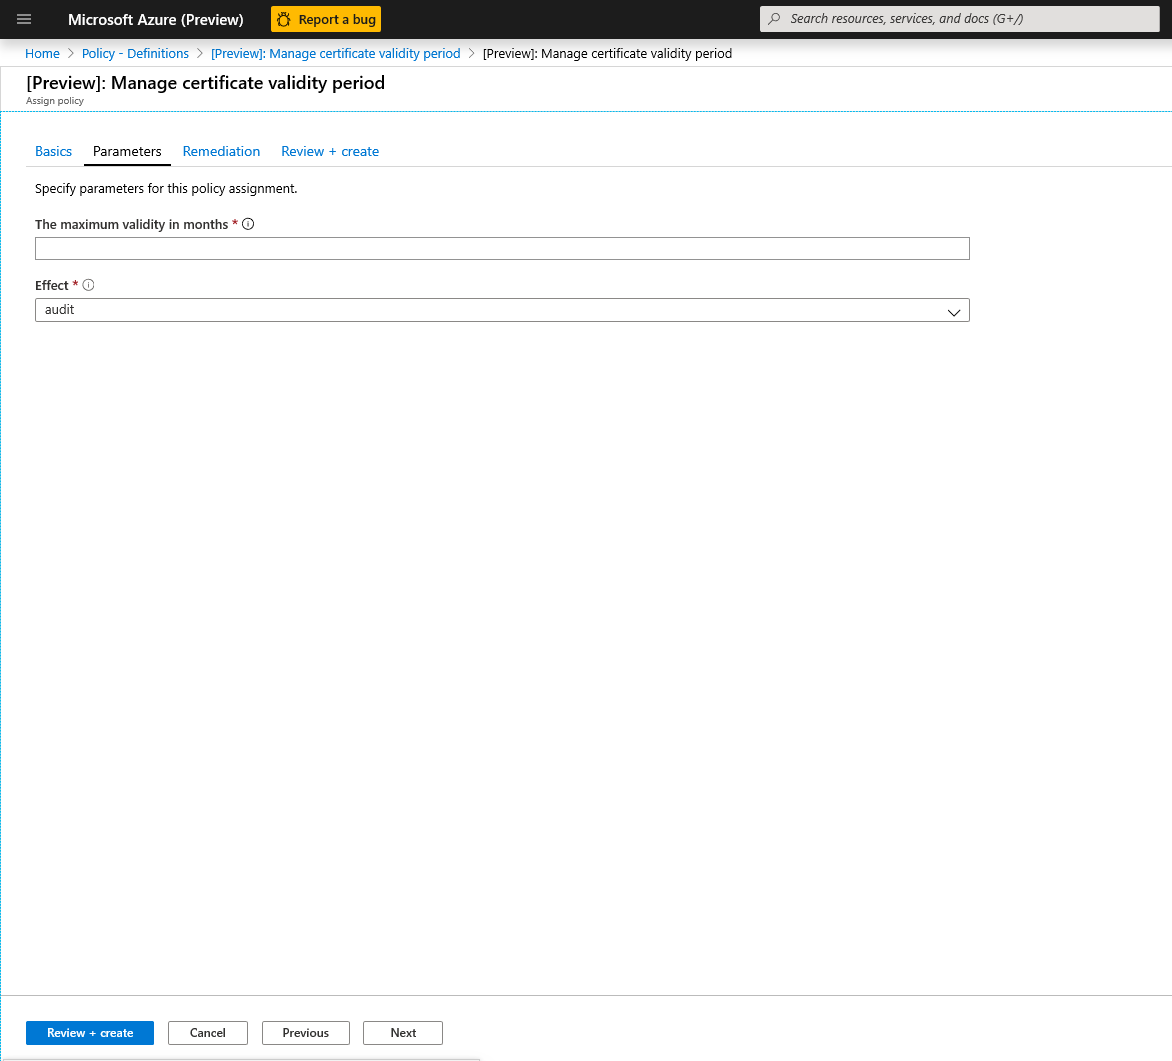 Microsoft Azure (Preview) Report a bug Search resources, services, and docs (G+/)
Home > Policy - Definitions > [Preview]: Manage certificate validity period > [Preview]: Manage certificate validity period
[Preview]: Manage certificate validity period
Assign policy
Basics Parameters Remediation Review + create
Specify parameters for this policy assignment.
The maximum validity in months *
Effect *
audit
Review + create Cancel Previous Next